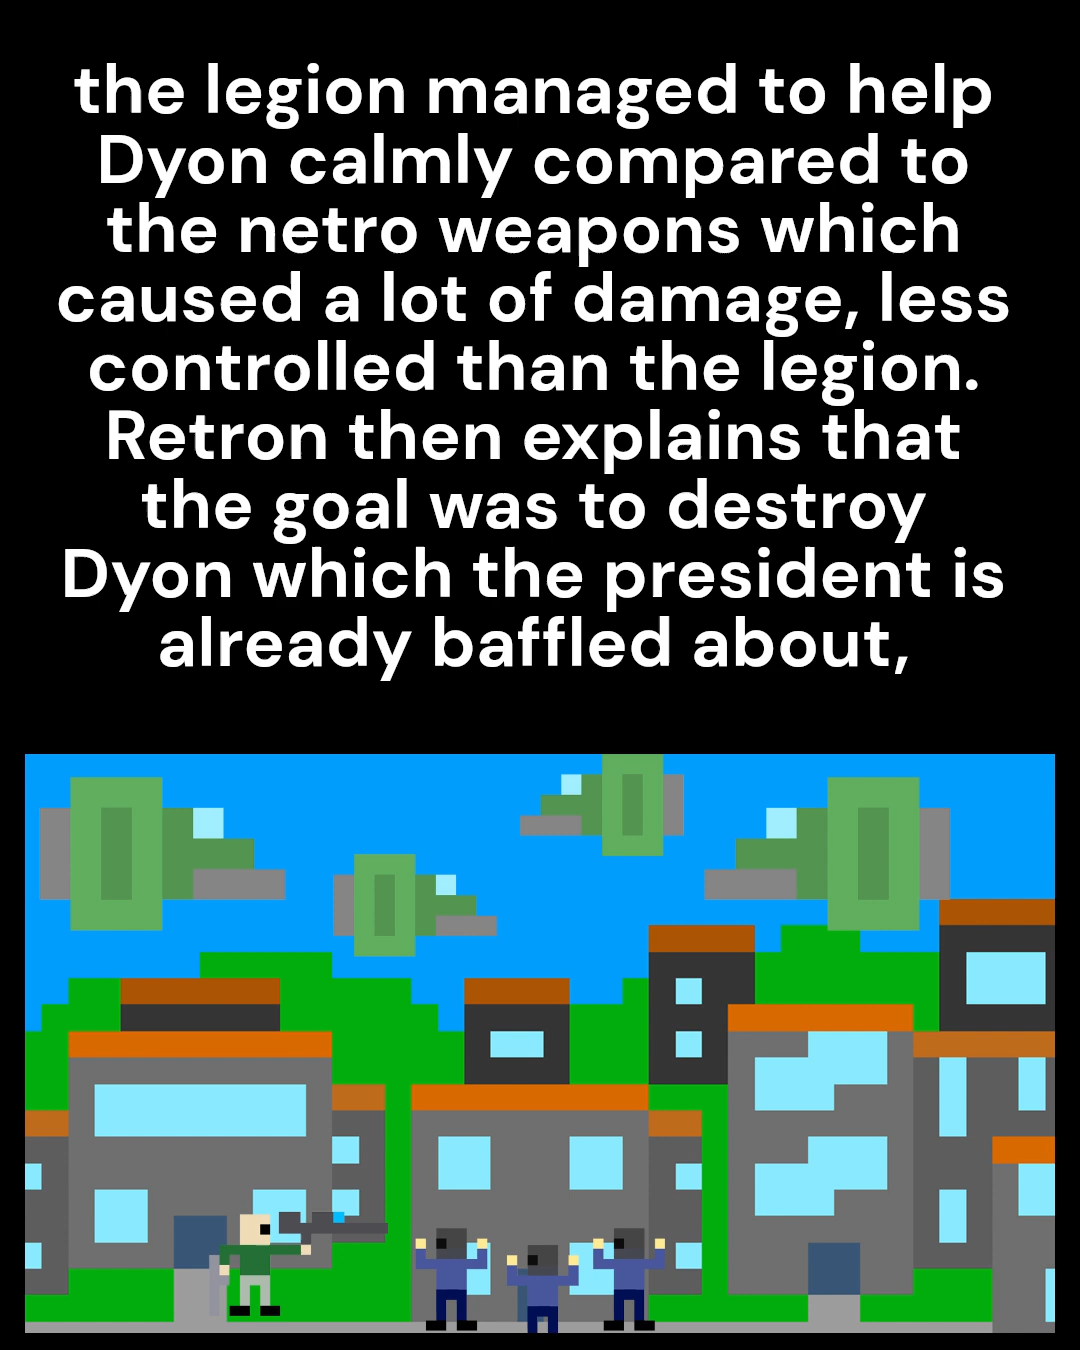 the legion managed to help
Dyon calmly compared to
the netro weapons which
caused a lot of damage, less
controlled than the legion.
Retron then explains that
the goal was to destroy
Dyon which the president is
already baffled about,